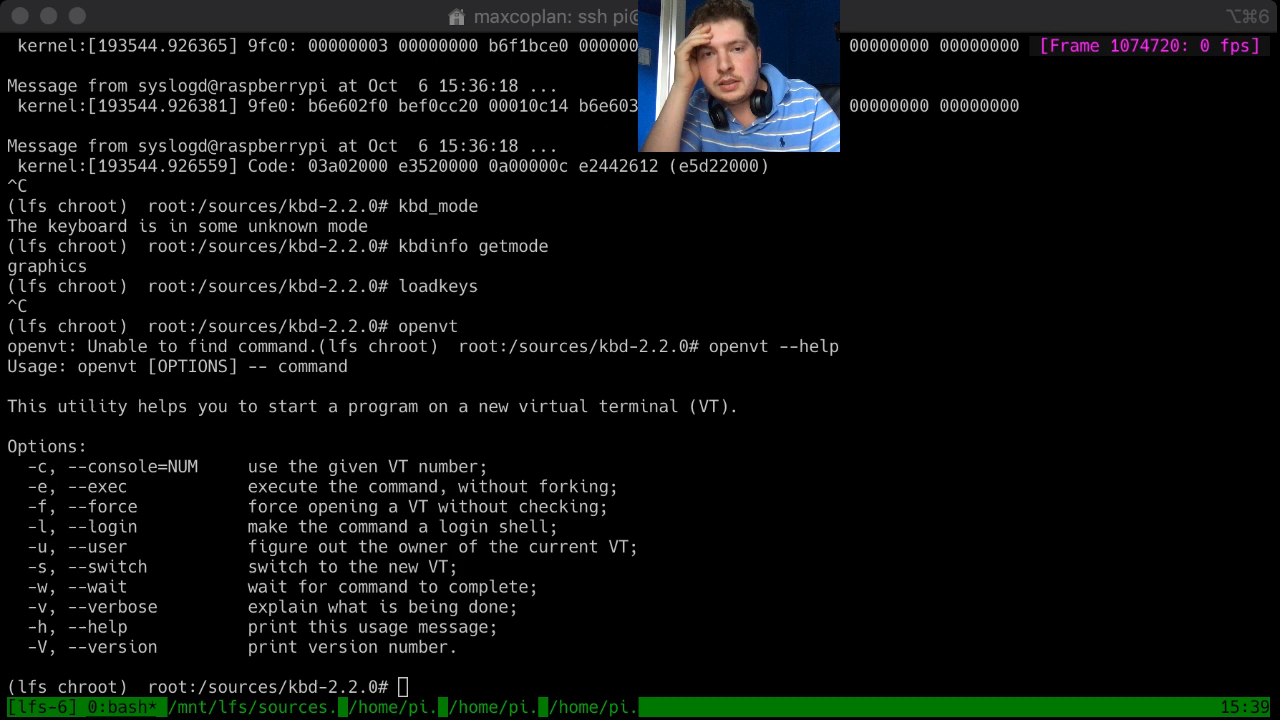 maxcoplan: ssh pi@
⌥⌘6
kernel:[193544.926365] 9fc0: 00000003 00000000 b6f1bce0 000000 00000000 00000000 [Frame 1074720: 0 fps]
Message from syslogd@raspberrypi at Oct  6 15:36:18 ...
kernel:[193544.926381] 9fe0: b6e602f0 bef0cc20 00010c14 b6e603 00000000 00000000
Message from syslogd@raspberrypi at Oct  6 15:36:18 ...
kernel:[193544.926559] Code: 03a02000 e3520000 0a00000c e2442612 (e5d22000)
^C
(lfs chroot)  root:/sources/kbd-2.2.0# kbd_mode
The keyboard is in some unknown mode
(lfs chroot)  root:/sources/kbd-2.2.0# kbdinfo getmode
graphics
(lfs chroot)  root:/sources/kbd-2.2.0# loadkeys
^C
(lfs chroot)  root:/sources/kbd-2.2.0# openvt
openvt: Unable to find command.(lfs chroot)  root:/sources/kbd-2.2.0# openvt --help
Usage: openvt [OPTIONS] -- command
This utility helps you to start a program on a new virtual terminal (VT).
Options:
-c, --console=NUM     use the given VT number;
-e, --exec            execute the command, without forking;
-f, --force           force opening a VT without checking;
-l, --login           make the command a login shell;
-u, --user            figure out the owner of the current VT;
-s, --switch          switch to the new VT;
-w, --wait            wait for command to complete;
-v, --verbose         explain what is being done;
-h, --help            print this usage message;
-V, --version         print version number.
(lfs chroot)  root:/sources/kbd-2.2.0#
[lfs-6] 0:bash* /mnt/lfs/sources. /home/pi. /home/pi. /home/pi. 15:39